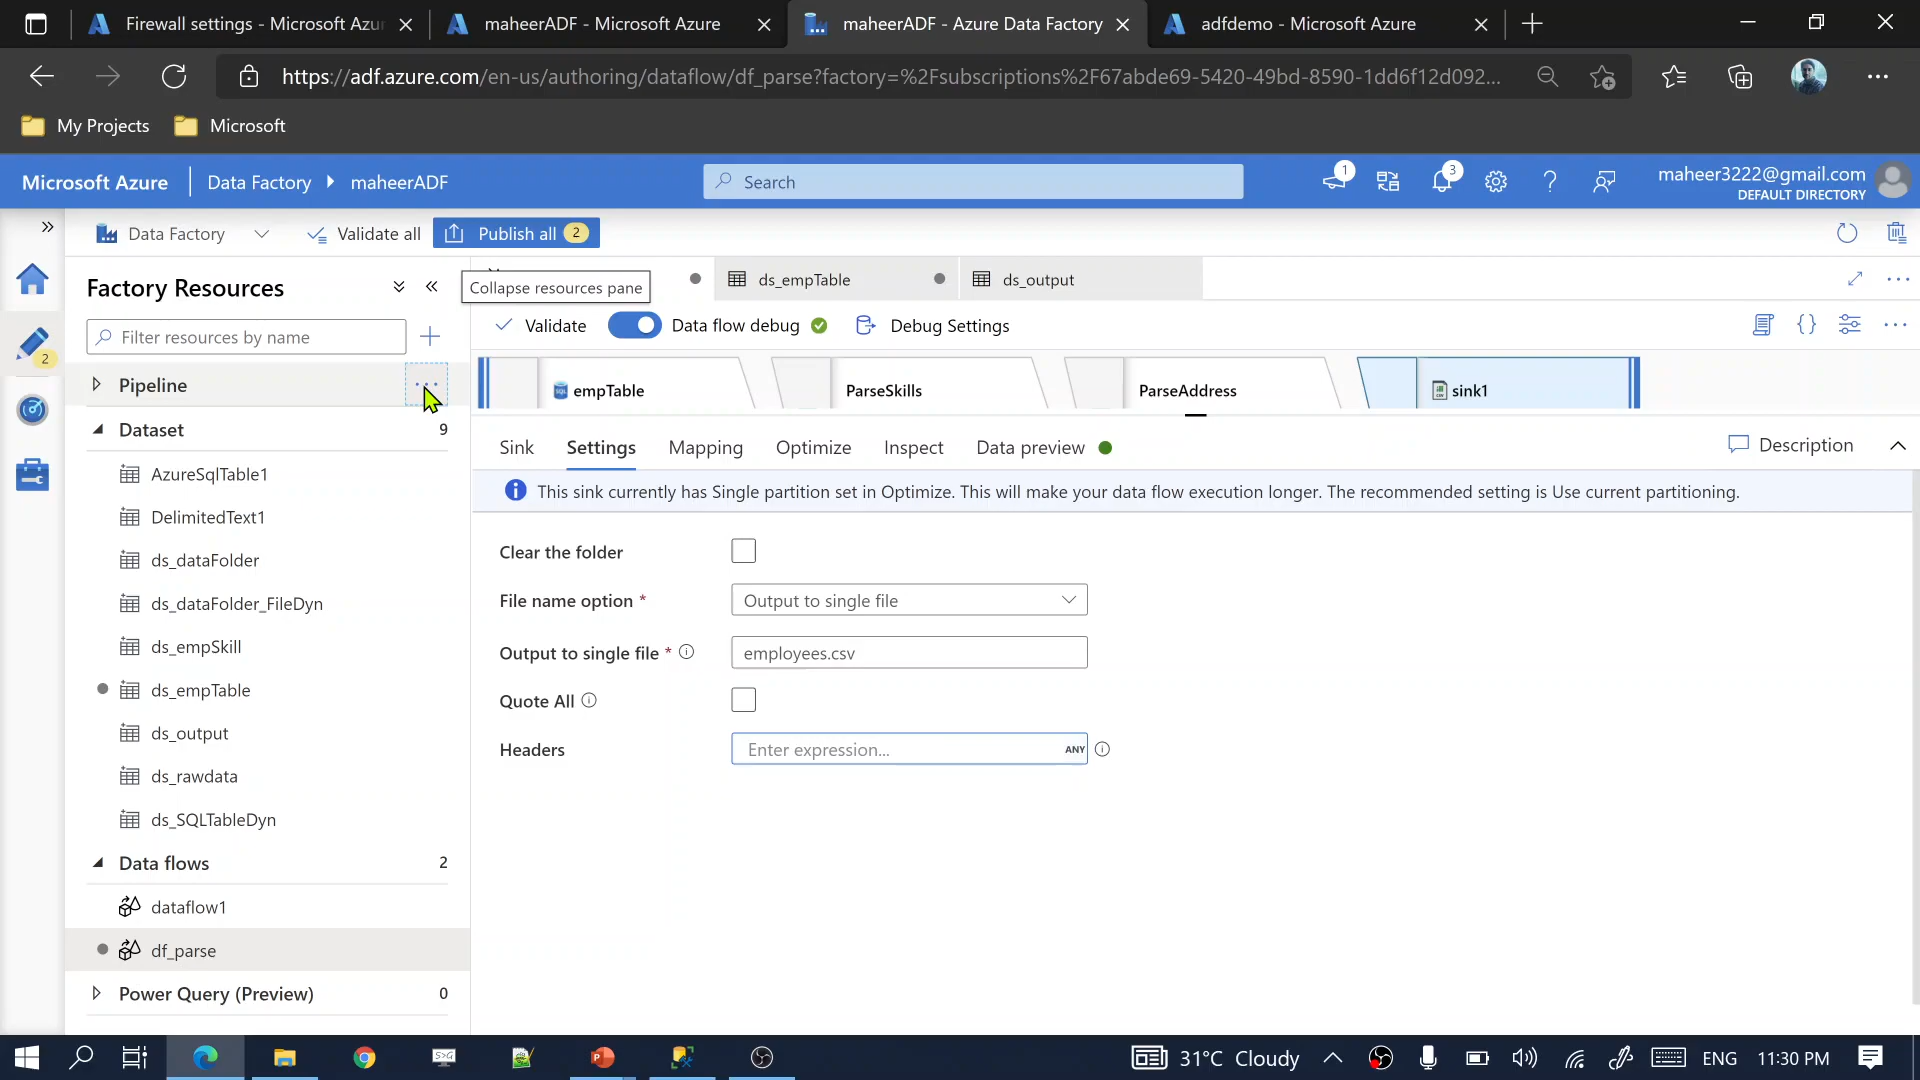 Firewall settings - Microsoft Azur
maheerADF - Microsoft Azure
maheerADF - Azure Data Factory
adfdemo - Microsoft Azure
https://adf.azure.com/en-us/authoring/dataflow/df_parse?factory=%2Fsubscriptions%2F67abde69-5420-49bd-8590-1dd6f12d092...
My Projects
Microsoft
Microsoft Azure
Data Factory
maheerADF
Search
1
3
maheer3222@gmail.com
DEFAULT DIRECTORY
Data Factory
Validate all
Publish all 2
Factory Resources
Collapse resources pane
ds_empTable
ds_output
Filter resources by name
Validate
Data flow debug
Debug Settings
2
Pipeline
empTable
ParseSkills
ParseAddress
sink1
Dataset 9
Sink
Settings
Mapping
Optimize
Inspect
Data preview
Description
AzureSqlTable1
This sink currently has Single partition set in Optimize. This will make your data flow execution longer. The recommended setting is Use current partitioning.
DelimitedText1
ds_dataFolder
ds_dataFolder_FileDyn
ds_empSkill
ds_empTable
ds_output
ds_rawdata
ds_SQLTableDyn
Clear the folder
File name option * Output to single file
Output to single file * employees.csv
Quote All
Headers Enter expression... ANY
Data flows 2
dataflow1
df_parse
Power Query (Preview) 0
31°C Cloudy
ENG
11:30 PM